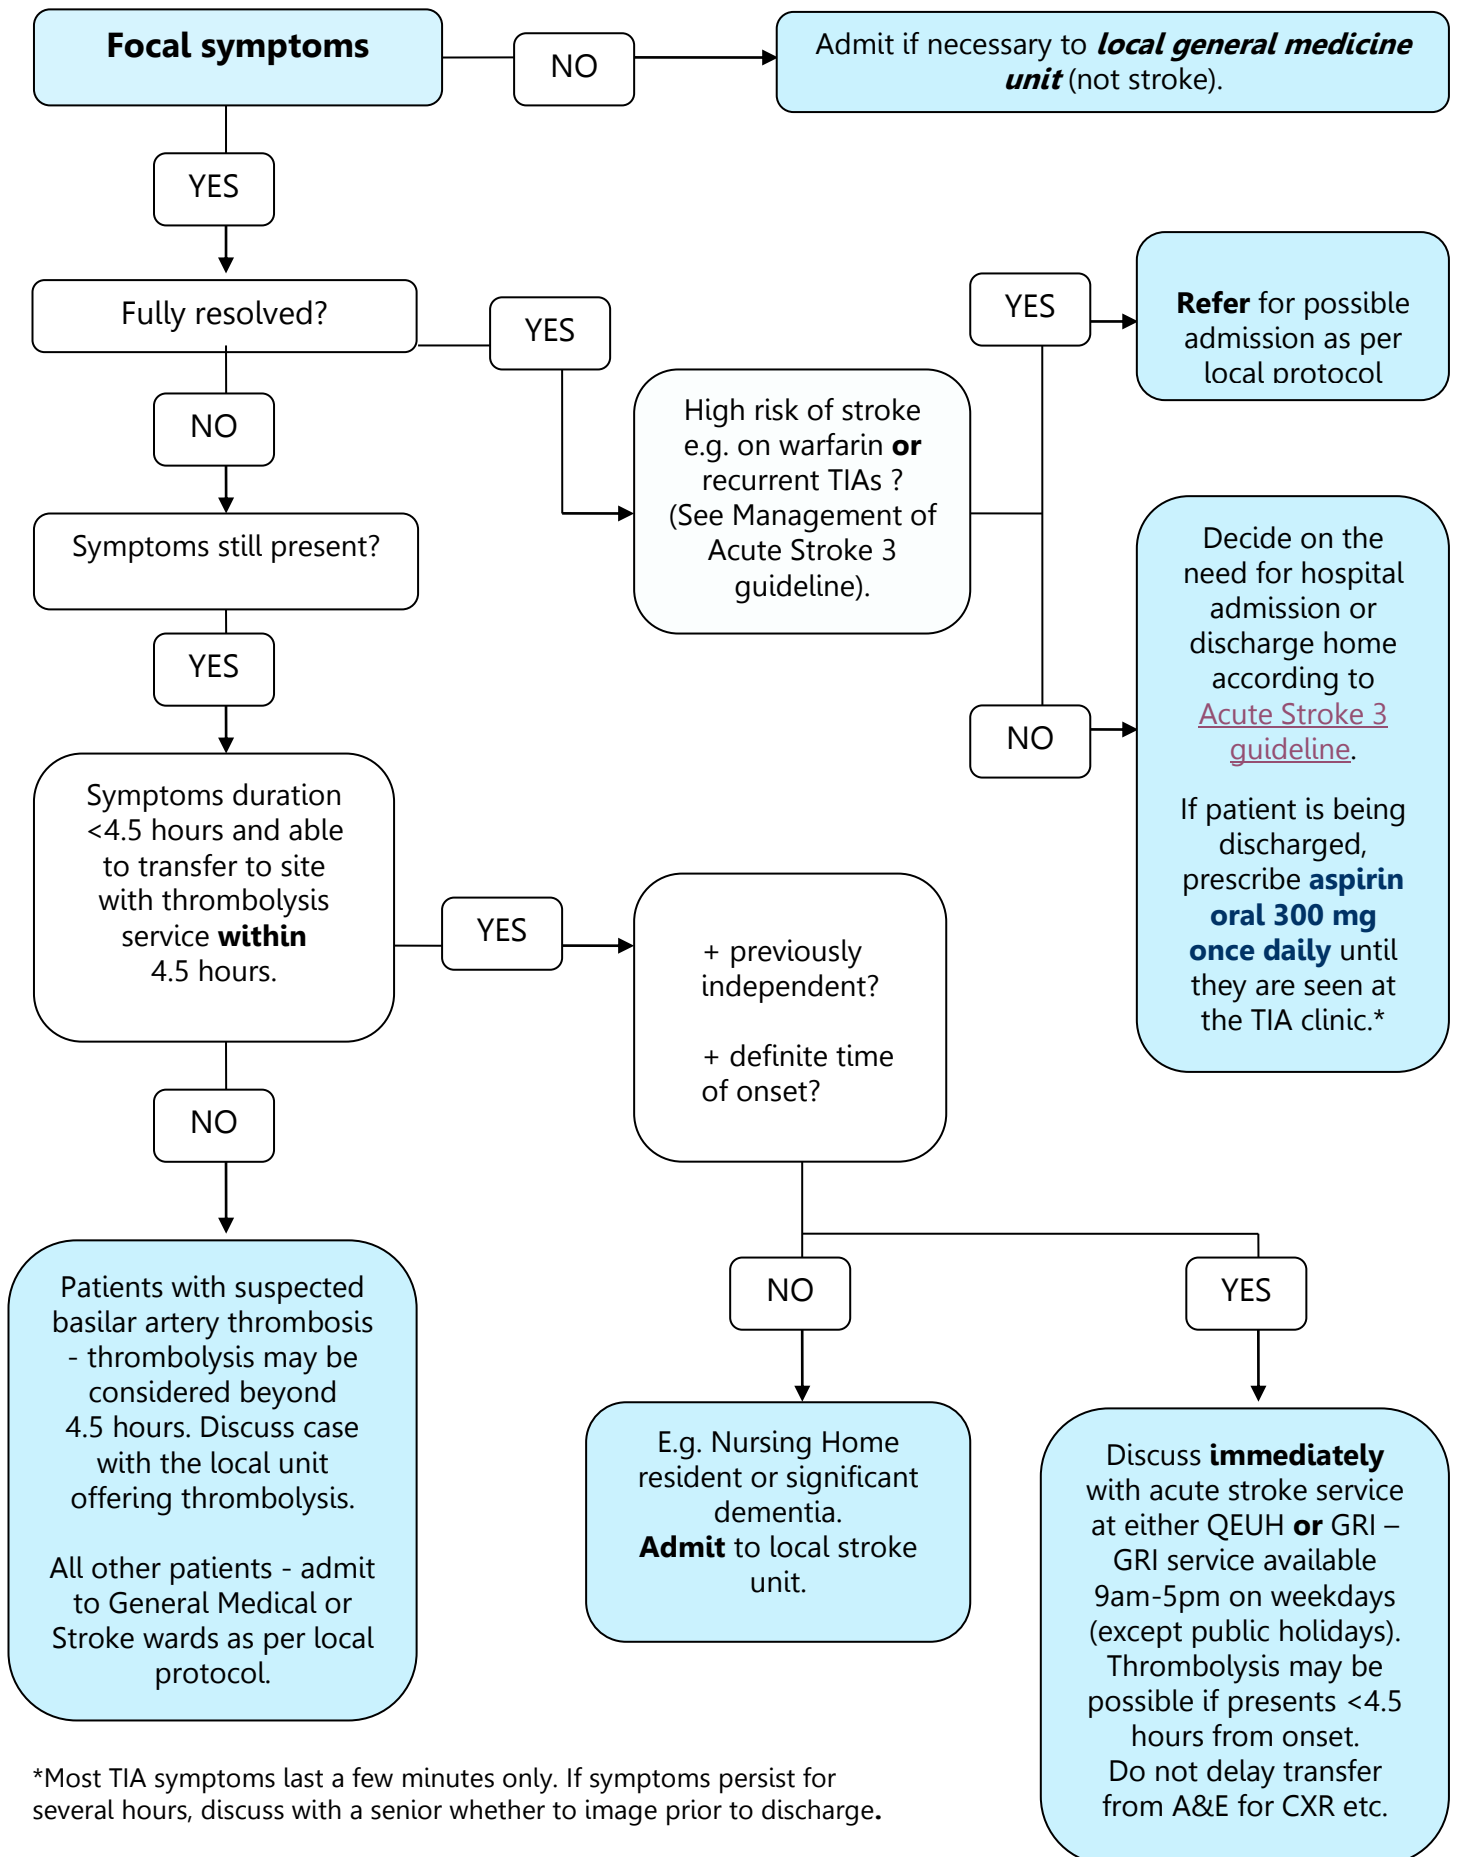 Focal symptoms
NO
Admit if necessary to local general medicine
unit (not stroke).
YES
Fully resolved?
YES
YES
Refer for possible
admission as per
local protocol
NO
High risk of stroke
e.g. on warfarin or
recurrent TIAs ?
(See Management of
Acute Stroke 3
guideline).
Symptoms still present?
Decide on the
need for hospital
admission or
discharge home
according to
Acute Stroke 3
guideline.
If patient is being
discharged,
prescribe aspirin
oral 300 mg
once daily until
they are seen at
the TIA clinic.*
NO
YES
Symptoms duration
<4.5 hours and able
to transfer to site
with thrombolysis
service within
4.5 hours.
YES
+ previously
independent?
+ definite time
of onset?
NO
Patients with suspected
basilar artery thrombosis
- thrombolysis may be
considered beyond
4.5 hours. Discuss case
with the local unit
offering thrombolysis.
All other patients - admit
to General Medical or
Stroke wards as per local
protocol.
NO
YES
E.g. Nursing Home
resident or significant
dementia.
Admit to local stroke
unit.
Discuss immediately
with acute stroke service
at either QEUH or GRI –
GRI service available
9am-5pm on weekdays
(except public holidays).
Thrombolysis may be
possible if presents <4.5
hours from onset.
Do not delay transfer
from A&E for CXR etc.
*Most TIA symptoms last a few minutes only. If symptoms persist for
several hours, discuss with a senior whether to image prior to discharge.